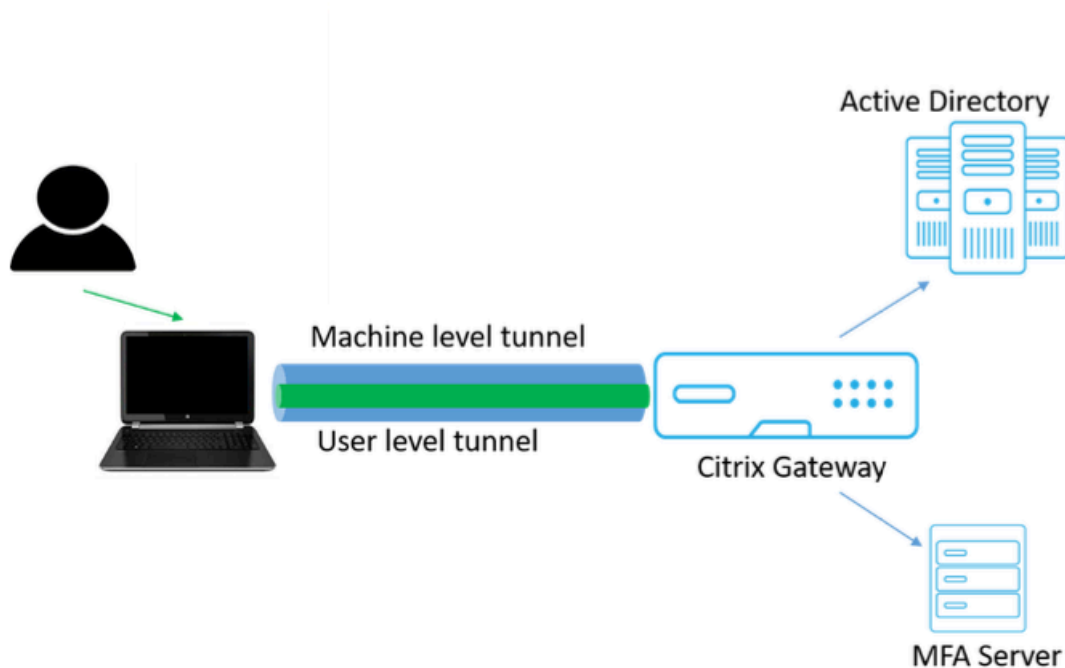 Active Directory
Machine level tunnel
User level tunnel
Citrix Gateway
MFA Server